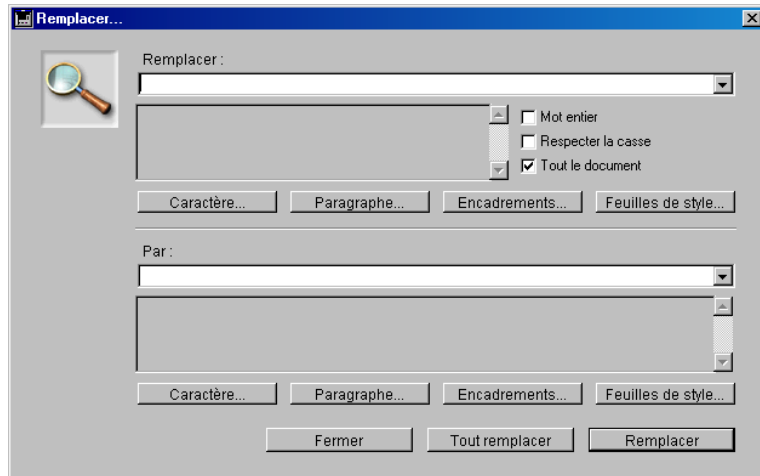 Remplacer...
Remplacer :
Mot entier
Respecter la casse
Tout le document
Caractère... Paragraphe... Encadrements... Feuilles de style...
Par :
Caractère... Paragraphe... Encadrements... Feuilles de style...
Fermer Tout remplacer Remplacer